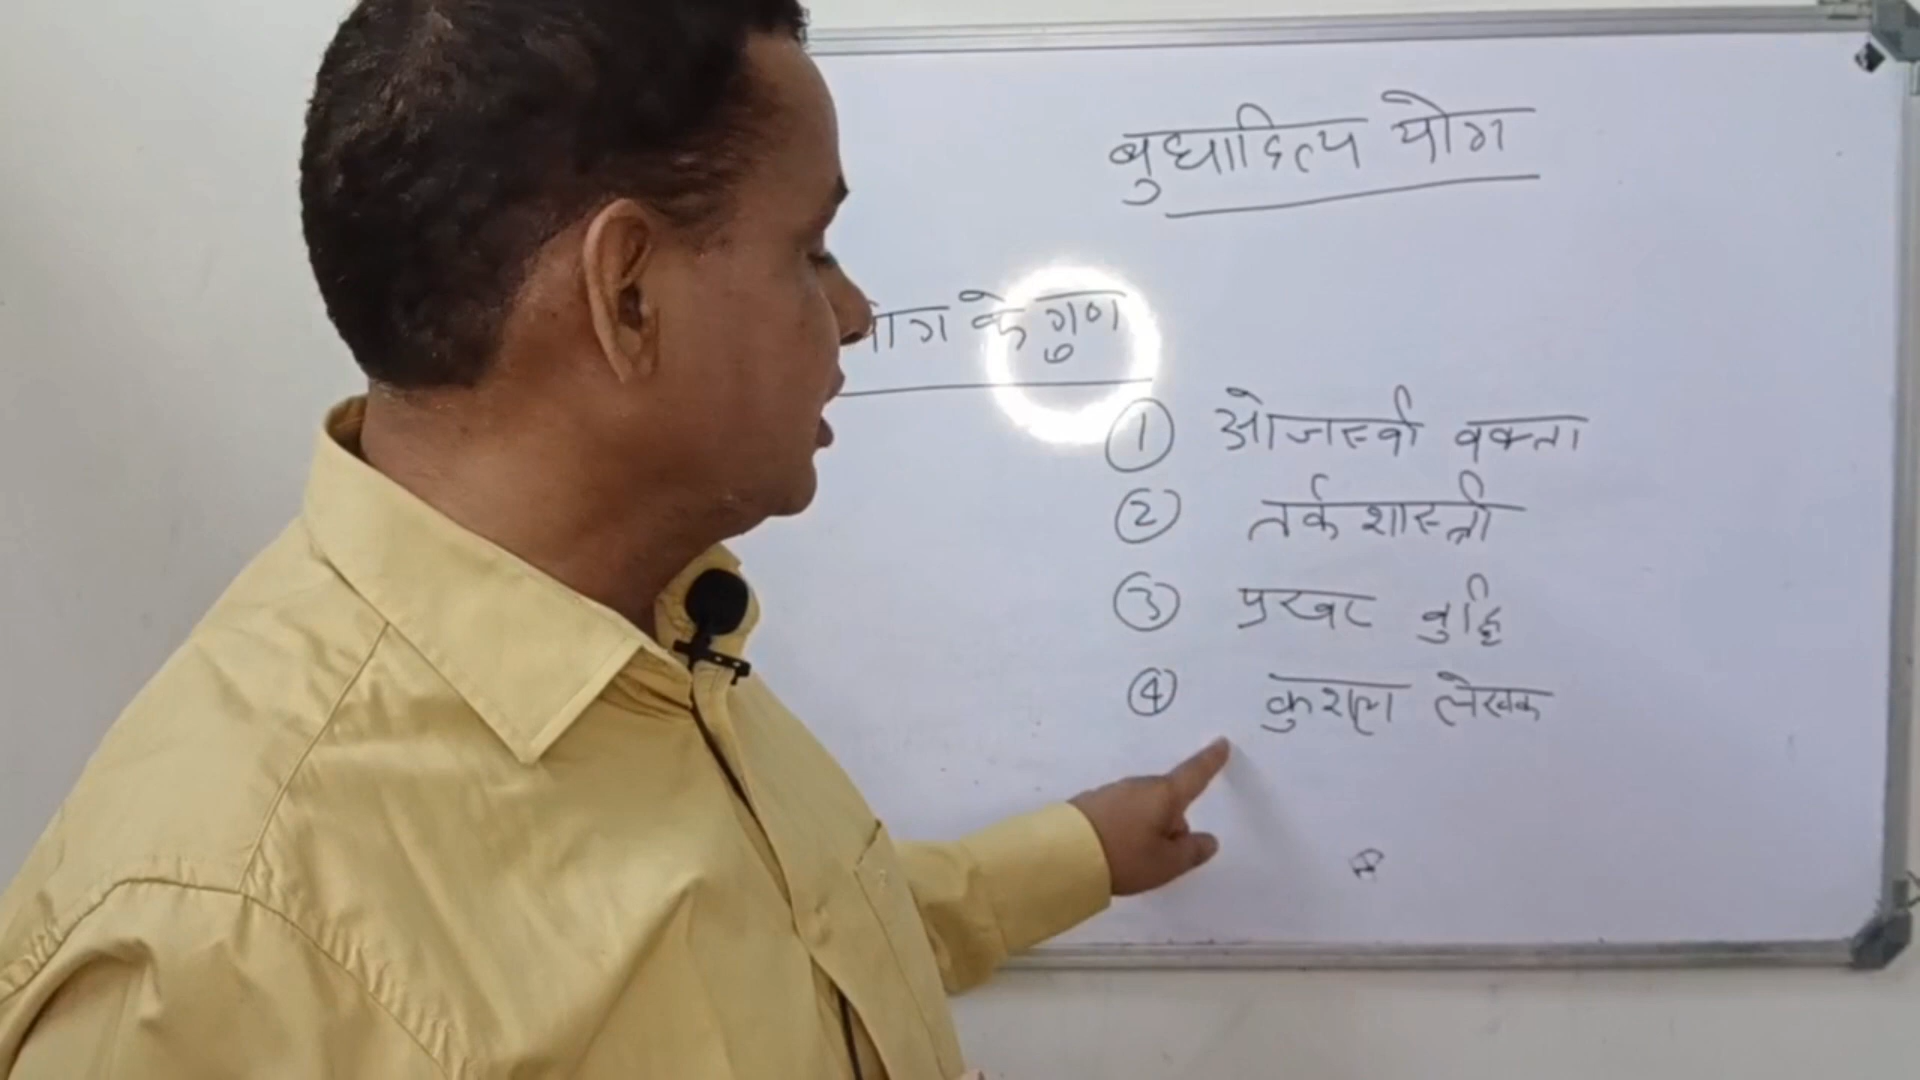 बुधादित्य योग
के गुण
① ओजस्वी वक्ता
② तर्कशास्त्री
③ प्रखर बुद्धि
④ कुशल लेखक